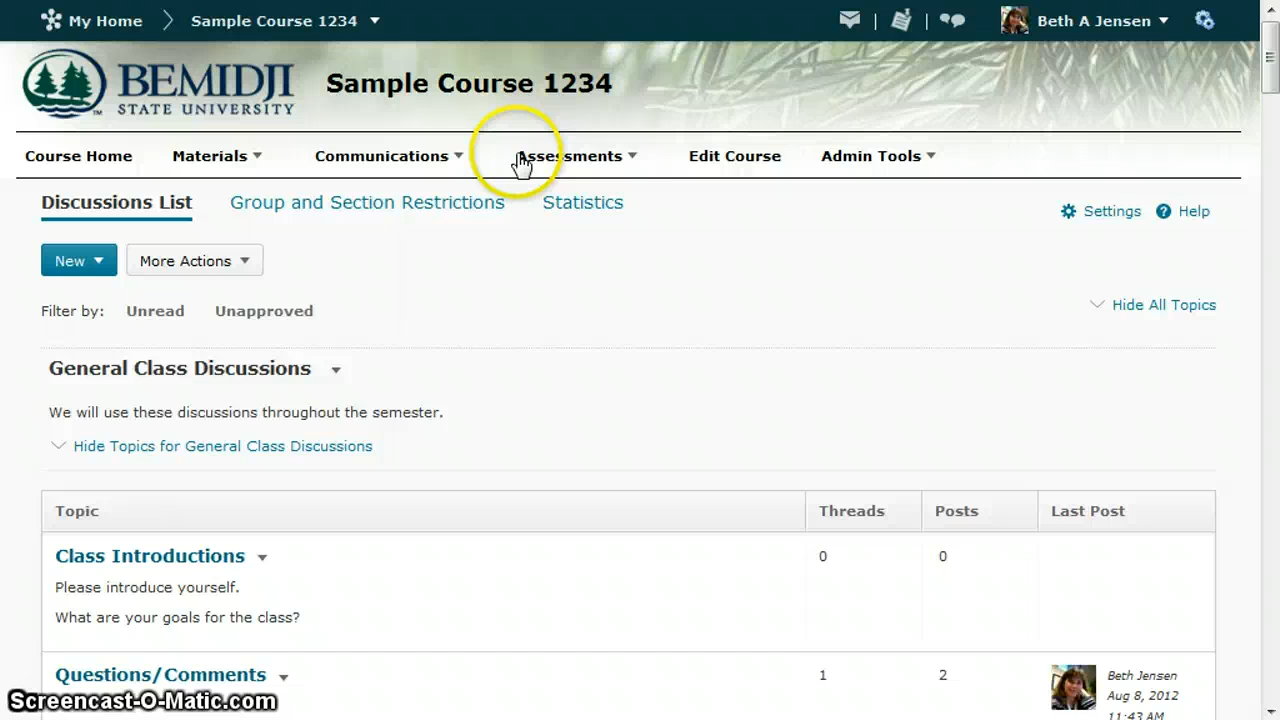 My Home Sample Course 1234 Beth A Jensen
BEMIDJI
STATE UNIVERSITY
Sample Course 1234
Course Home Materials Communications Assessments Edit Course Admin Tools
Discussions List Group and Section Restrictions Statistics
Settings Help
New More Actions
Filter by: Unread Unapproved
Hide All Topics
General Class Discussions
We will use these discussions throughout the semester.
Hide Topics for General Class Discussions
Topic Threads Posts Last Post
Class Introductions 0 0
Please introduce yourself.
What are your goals for the class?
Questions/Comments 1 2 Beth Jensen
Aug 8, 2012
11:43 AM
Screencast-O-Matic.com